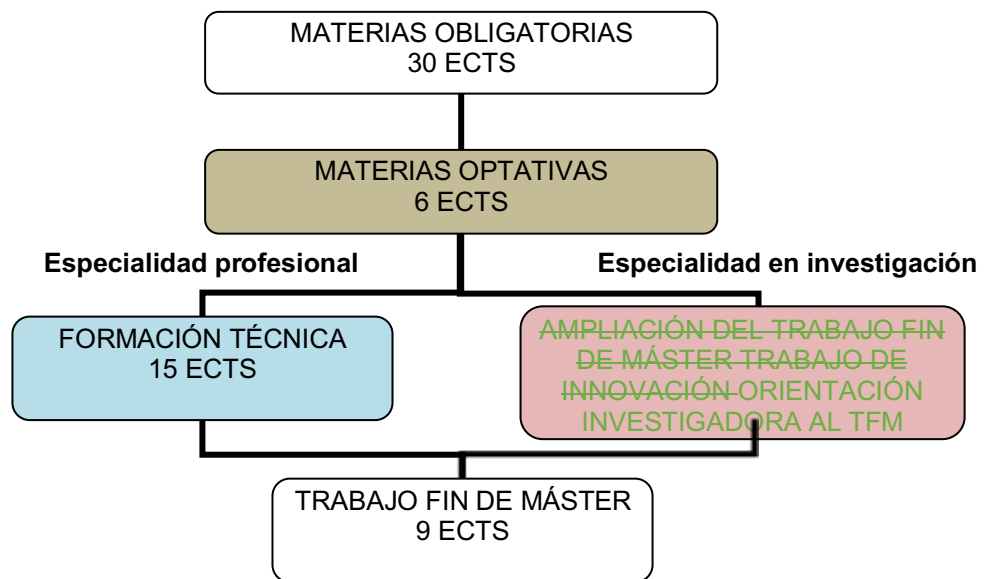 MATERIAS OBLIGATORIAS
30 ECTS
MATERIAS OPTATIVAS
6 ECTS
Especialidad profesional
Especialidad en investigación
FORMACIÓN TÉCNICA
15 ECTS
AMPLIACIÓN DEL TRABAJO FIN
DE MÁSTER TRABAJO DE
INNOVACIÓN ORIENTACIÓN
INVESTIGADORA AL TFM
TRABAJO FIN DE MÁSTER
9 ECTS